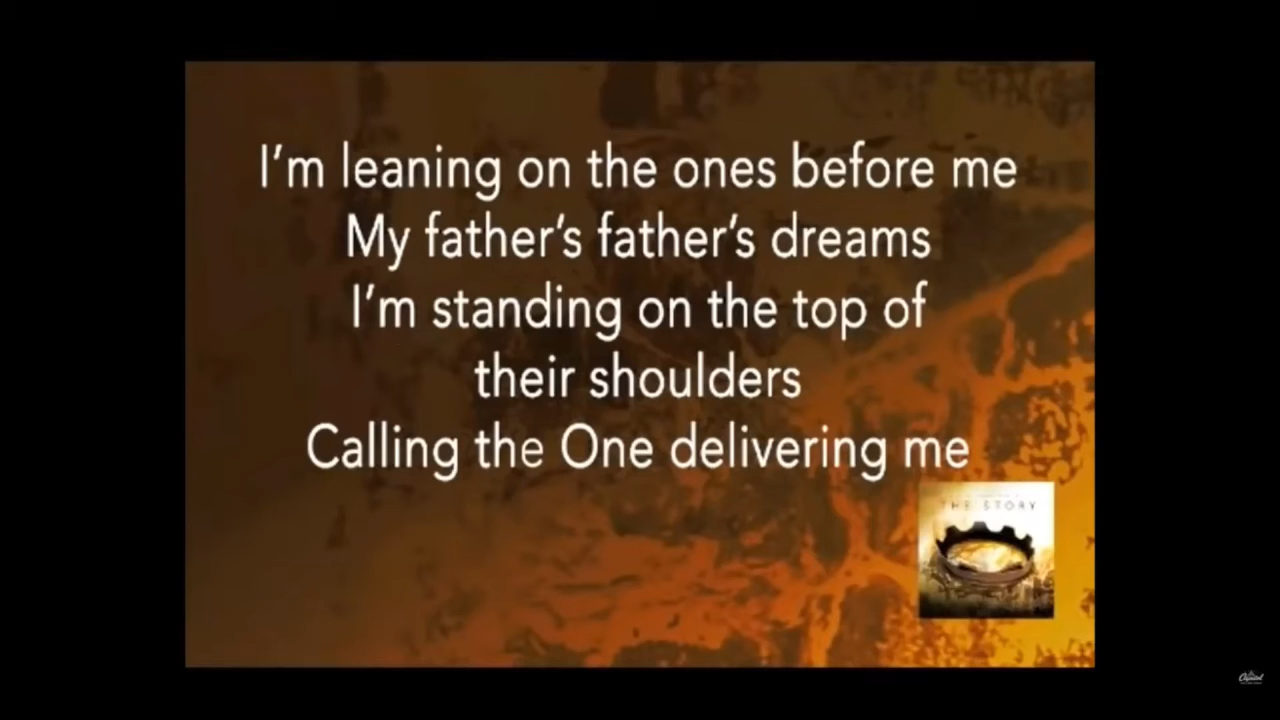 I'm leaning on the ones before me
My father's father's dreams
I'm standing on the top of
their shoulders
Calling the One delivering me
THE STORY
Capitol